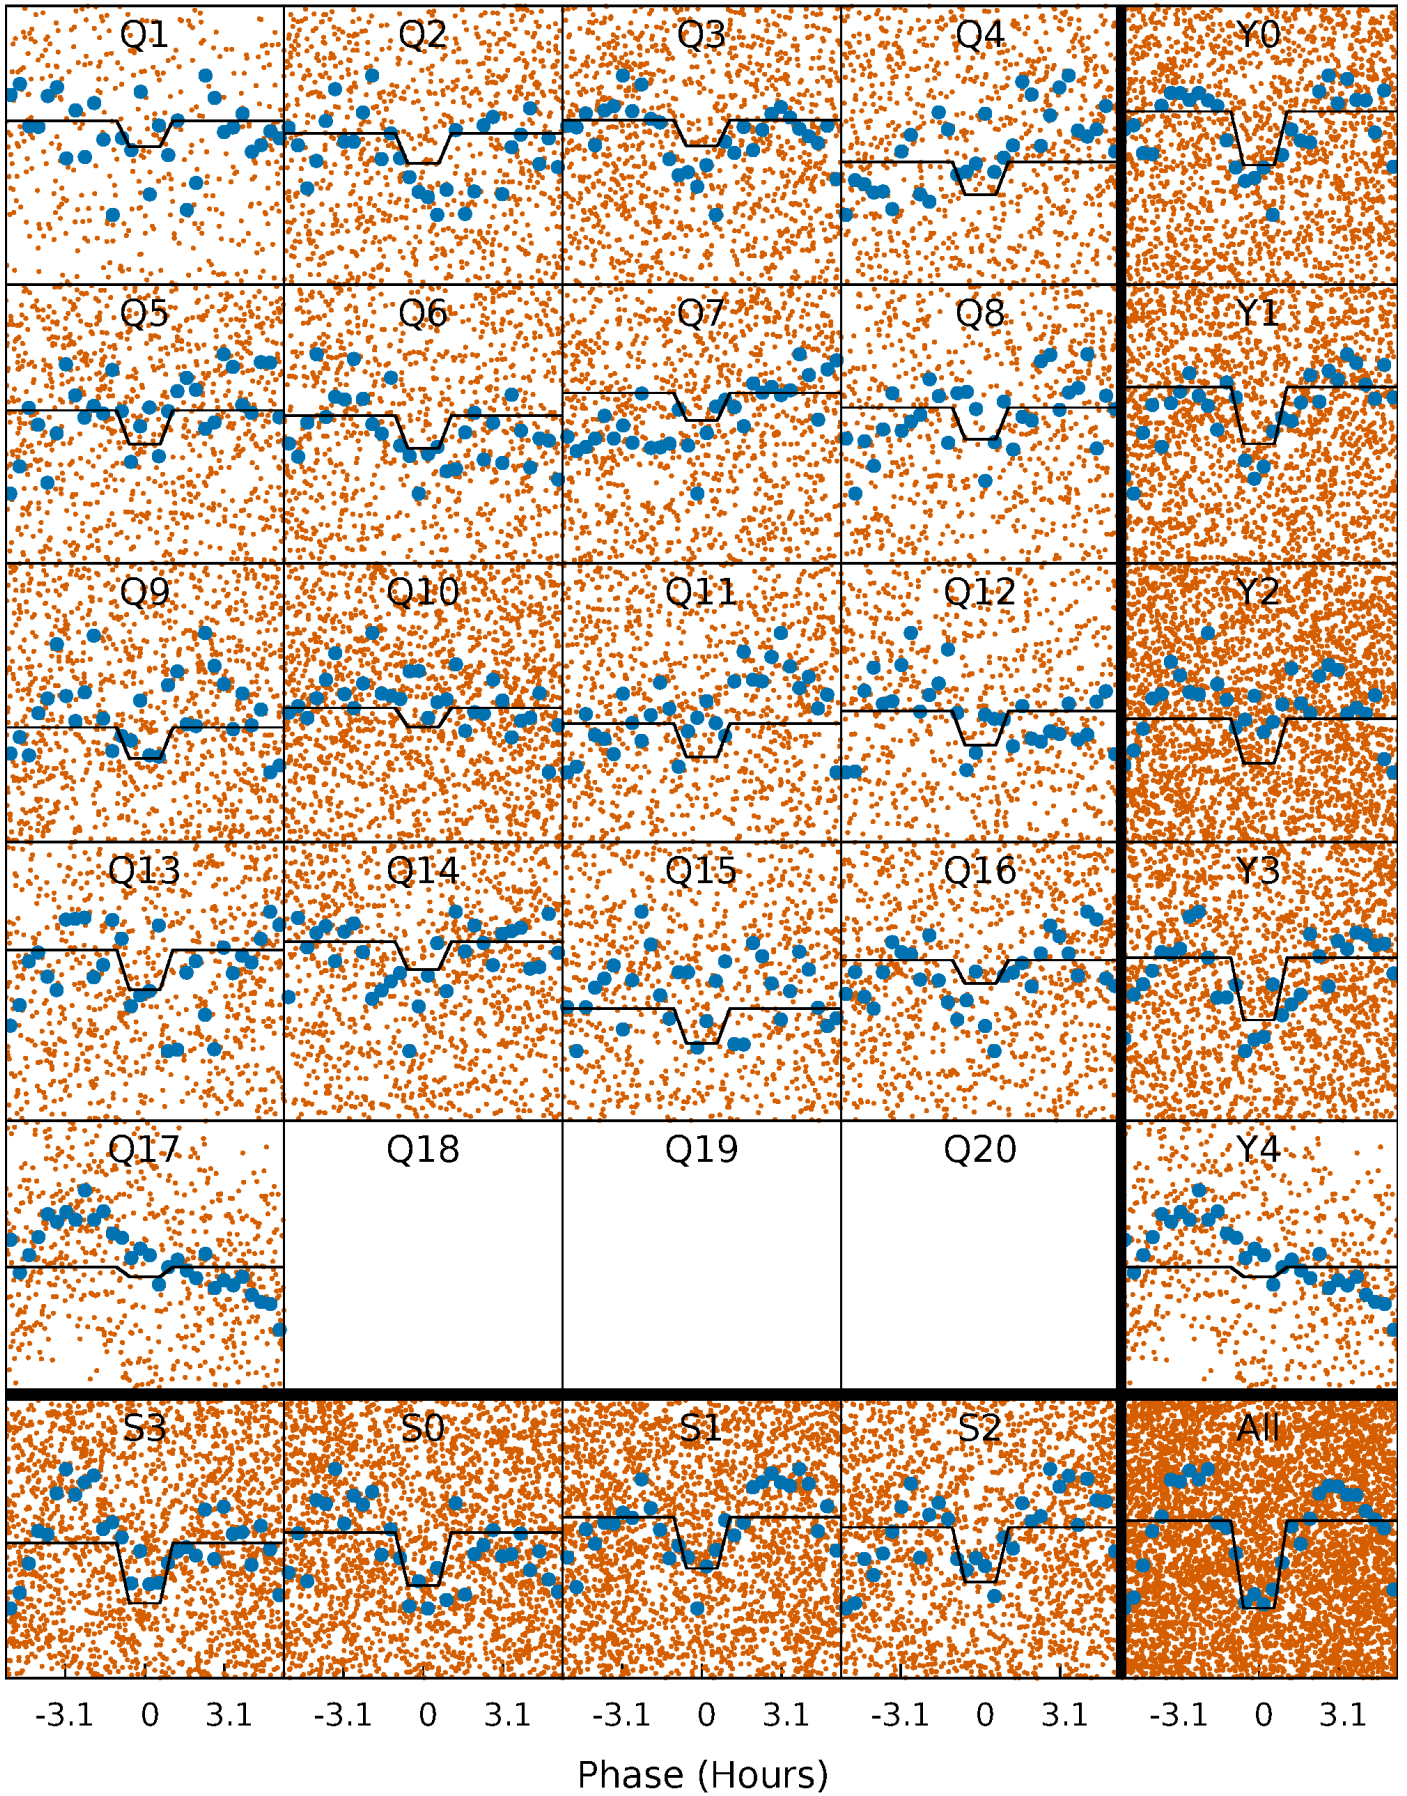 Q1 Q2 Q3 Q4 Y0
Q5 Q6 Q7 Q8 Y1
Q9 Q10 Q11 Q12 Y2
Q13 Q14 Q15 Q16 Y3
Q17 Q18 Q19 Q20 Y4
S3 S0 S1 S2 All
-3.1 0 3.1 -3.1 0 3.1 -3.1 0 3.1 -3.1 0 3.1 -3.1 0 3.1
Phase (Hours)